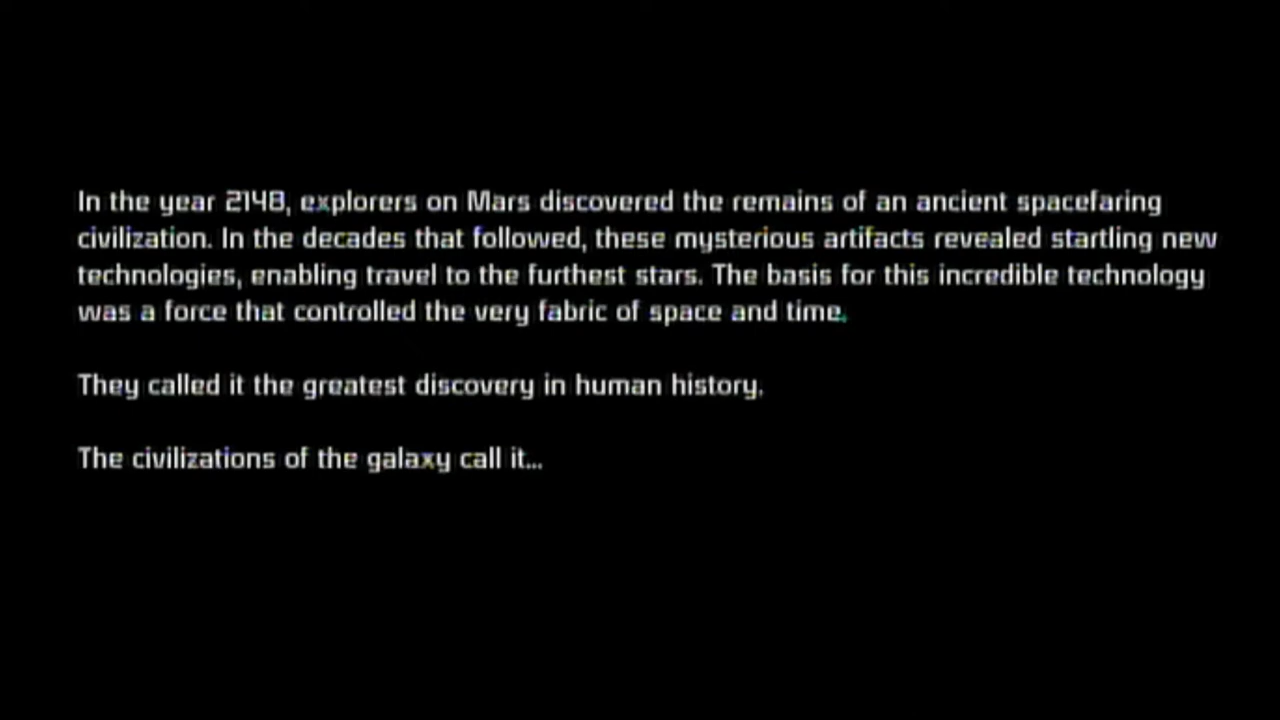 In the year 2148, explorers on Mars discovered the remains of an ancient spacefaring
civilization. In the decades that followed, these mysterious artifacts revealed startling new
technologies, enabling travel to the furthest stars. The basis for this incredible technology
was a force that controlled the very fabric of space and time.
They called it the greatest discovery in human history.
The civilizations of the galaxy call it...